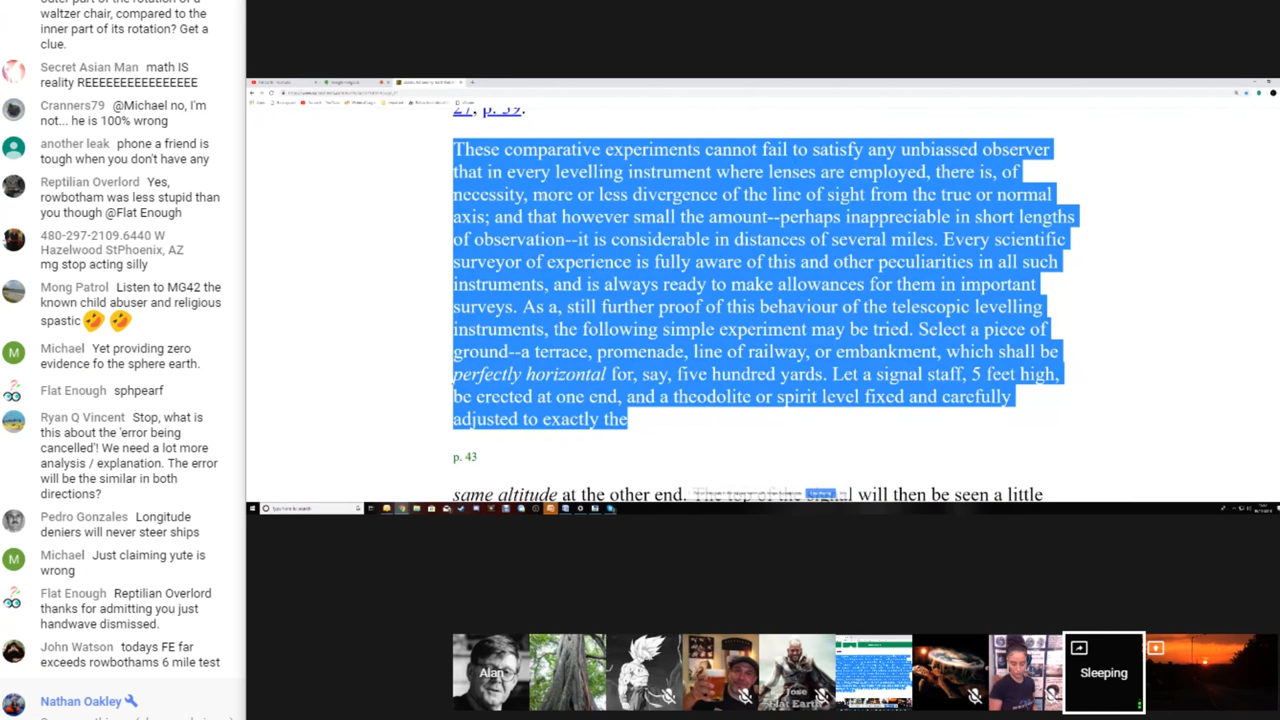 outer part of the rotation of a
waltzer chair, compared to the
inner part of its rotation? Get a
clue.
Secret Asian Man math IS
reality REEEEEEEEEEEEEEEEE
Cranners79 @Michael no, I'm
not... he is 100% wrong
another leak phone a friend is
tough when you don't have any
Reptilian Overlord Yes,
rowbotham was less stupid than
you though @Flat Enough
480-297-2109.6440 W
Hazelwood StPhoenix, AZ
mg stop acting silly
Mong Patrol Listen to MG42 the
known child abuser and religious
spastic
Michael Yet providing zero
evidence fo the sphere earth.
Flat Enough sphpearf
Ryan Q Vincent Stop, what is
this about the 'error being
cancelled'! We need a lot more
analysis / explanation. The error
will be the similar in both
directions?
Pedro Gonzales Longitude
deniers will never steer ships
Michael Just claiming yute is
wrong
Flat Enough Reptilian Overlord
thanks for admitting you just
handwave dismissed.
John Watson todays FE far
exceeds rowbothams 6 mile test
Nathan Oakley
27, p. 39.
These comparative experiments cannot fail to satisfy any unbiassed observer
that in every levelling instrument where lenses are employed, there is, of
necessity, more or less divergence of the line of sight from the true or normal
axis; and that however small the amount--perhaps inappreciable in short lengths
of observation--it is considerable in distances of several miles. Every scientific
surveyor of experience is fully aware of this and other peculiarities in all such
instruments, and is always ready to make allowances for them in important
surveys. As a, still further proof of this behaviour of the telescopic levelling
instruments, the following simple experiment may be tried. Select a piece of
ground--a terrace, promenade, line of railway, or embankment, which shall be
perfectly horizontal for, say, five hundred yards. Let a signal staff, 5 feet high,
be erected at one end, and a theodolite or spirit level fixed and carefully
adjusted to exactly the
p. 43
same altitude at the other end. The top of the signal will then be seen a little
Alan
Jose
Flat Earth
Sleeping